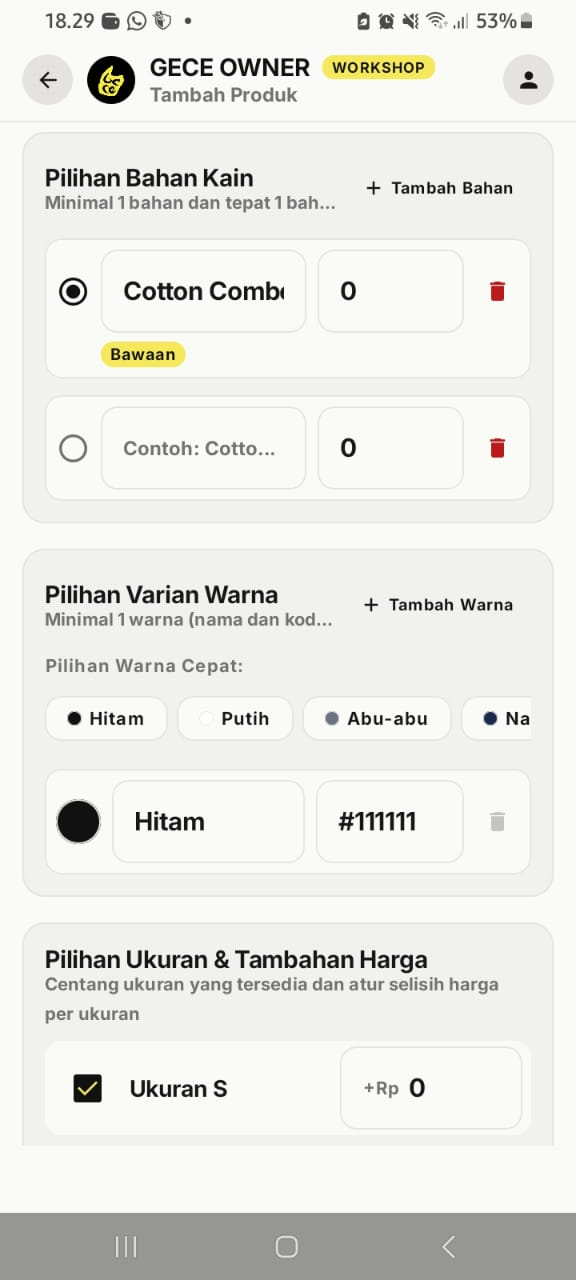 18.29
53%
GECE OWNER WORKSHOP
Tambah Produk
Pilihan Bahan Kain
Minimal 1 bahan dan tepat 1 bah...
+ Tambah Bahan
Cotton Comb
0
Bawaan
Contoh: Cotto...
0
Pilihan Varian Warna
Minimal 1 warna (nama dan kod...
+ Tambah Warna
Pilihan Warna Cepat:
Hitam
Putih
Abu-abu
Na
Hitam
#111111
Pilihan Ukuran & Tambahan Harga
Centang ukuran yang tersedia dan atur selisih harga
per ukuran
Ukuran S
+Rp 0